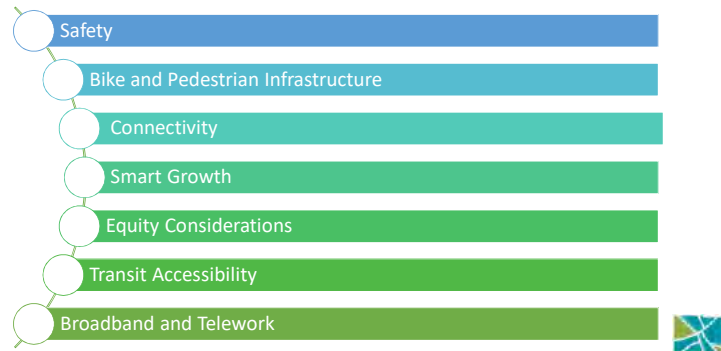 Safety
Bike and Pedestrian Infrastructure
Connectivity
Smart Growth
Equity Considerations
Transit Accessibility
Broadband and Telework